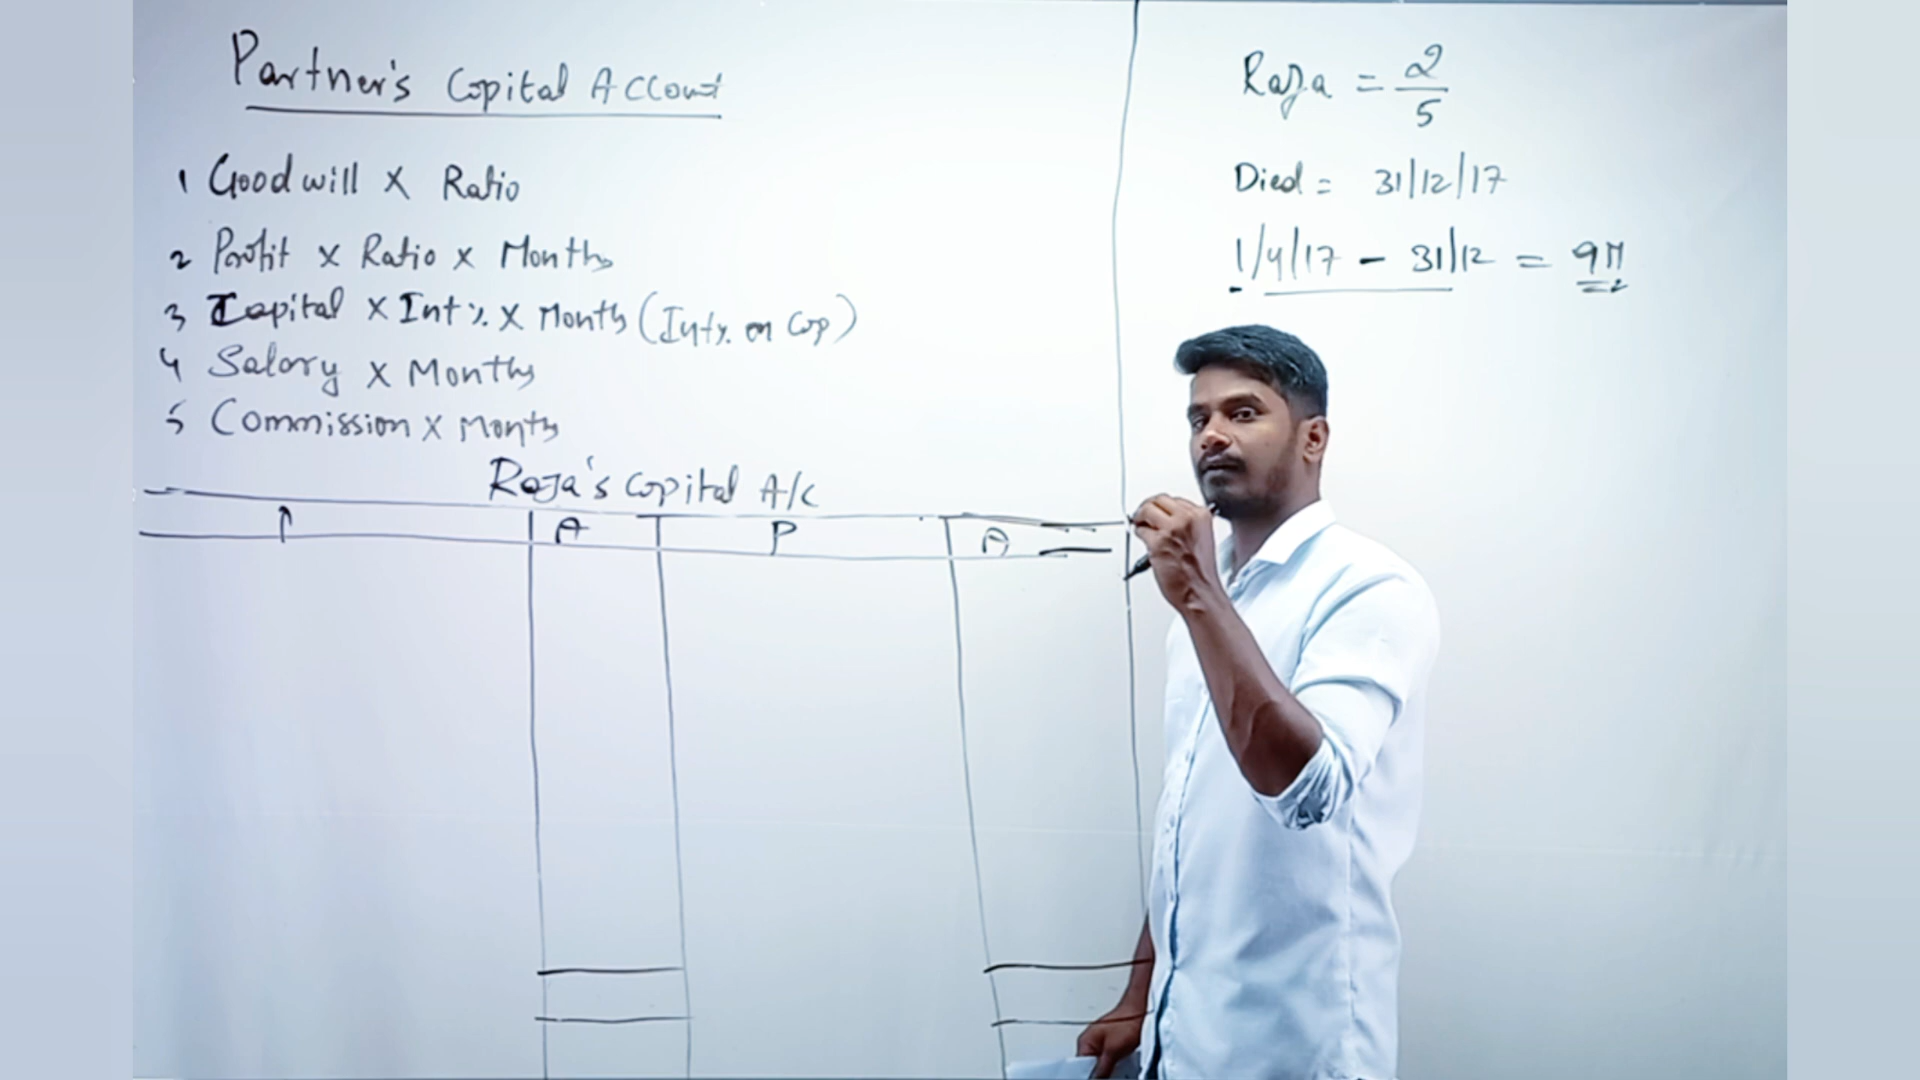 Partner's Capital Account
1 Goodwill X Ratio
2 Profit x Ratio x Months
3 Capital X Int % X Month (Int % on Cap)
4 Salary X Months
5 Commission X Months
Raja's Capital A/c
P A P A
Raja = 2/5
Died = 31/12/17
1/4/17 - 31/12 = 9M